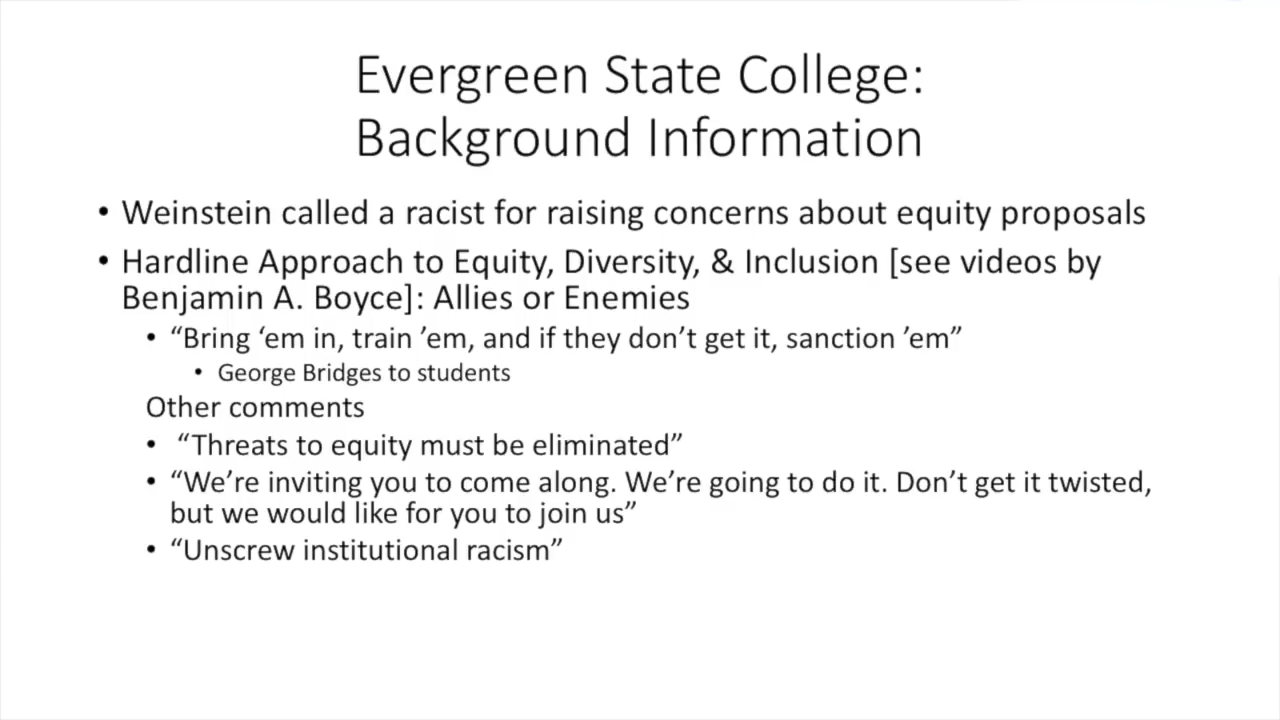 Evergreen State College:
Background Information
• Weinstein called a racist for raising concerns about equity proposals
• Hardline Approach to Equity, Diversity, & Inclusion [see videos by
Benjamin A. Boyce]: Allies or Enemies
• “Bring ‘em in, train ’em, and if they don’t get it, sanction ’em”
• George Bridges to students
Other comments
• “Threats to equity must be eliminated”
• “We’re inviting you to come along. We’re going to do it. Don’t get it twisted,
but we would like for you to join us”
• “Unscrew institutional racism”